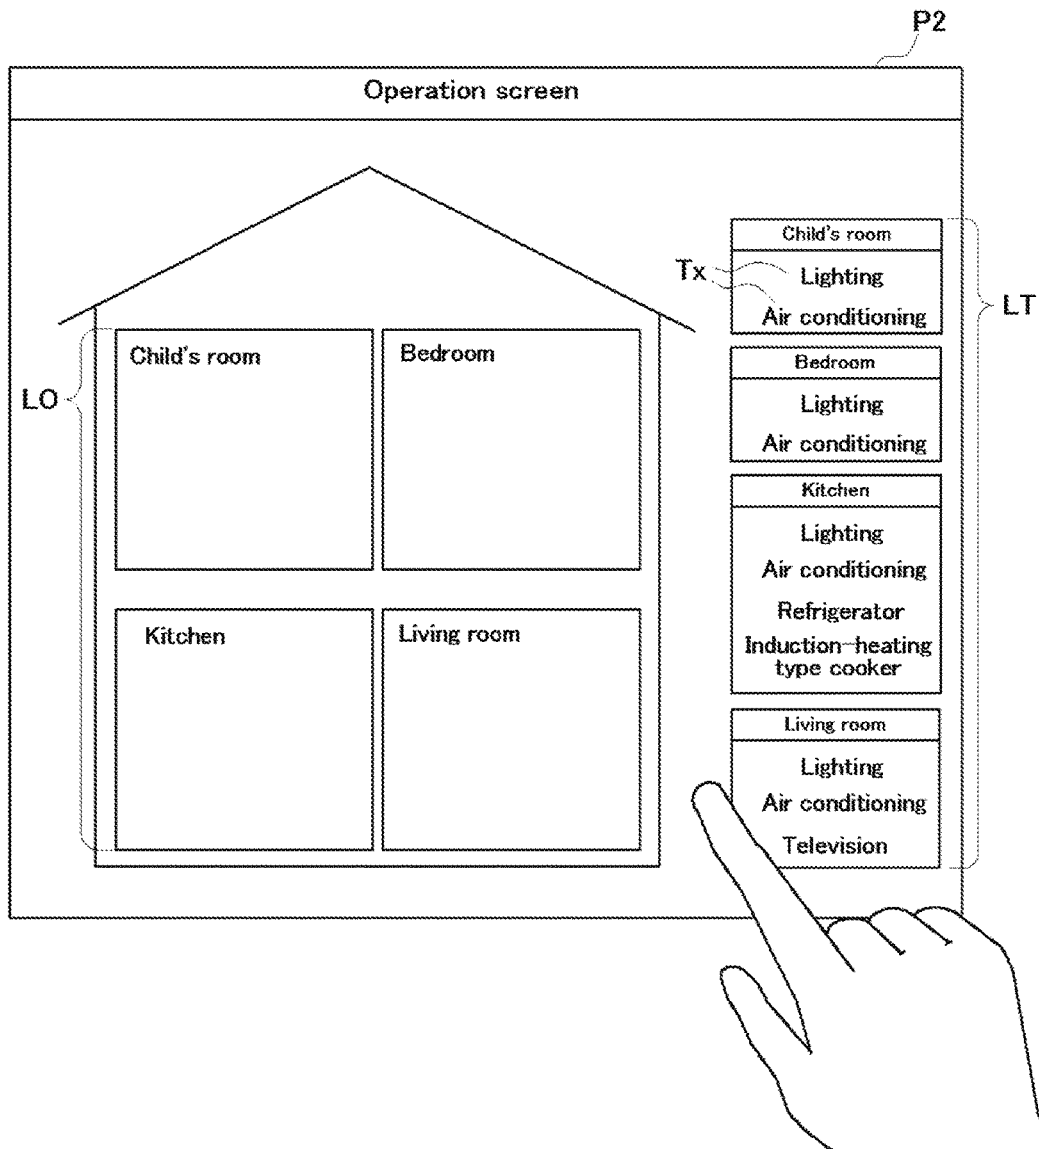 P2
Operation screen
Child's room
Lighting
Tx
Air conditioning
LT
Child's room
Bedroom
LO
Bedroom
Lighting
Air conditioning
Kitchen
Lighting
Air conditioning
Refrigerator
Induction-heating
type cooker
Kitchen
Living room
Living room
Lighting
Air conditioning
Television